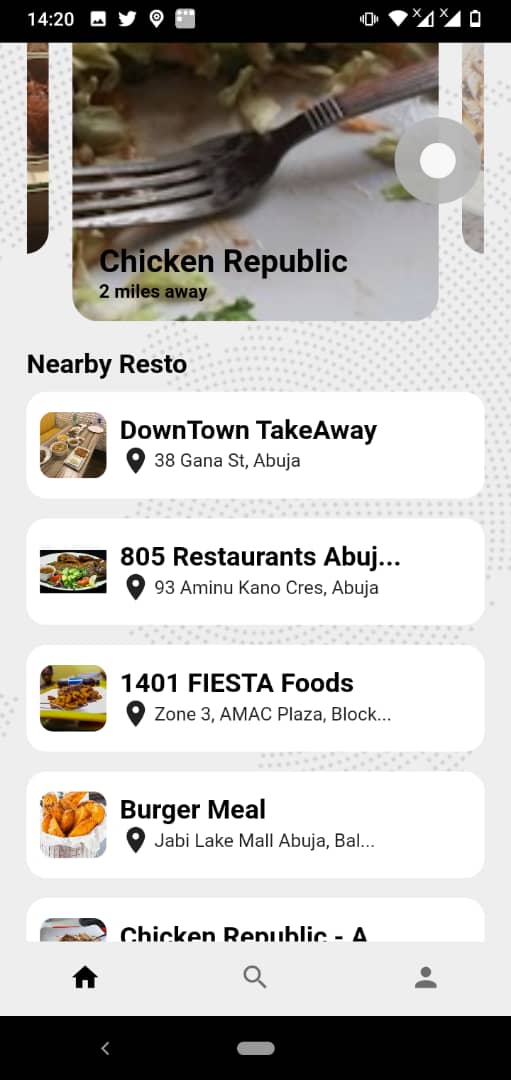 14:20
Chicken Republic
2 miles away
Nearby Resto
DownTown TakeAway
38 Gana St, Abuja
805 Restaurants Abuj...
93 Aminu Kano Cres, Abuja
1401 FIESTA Foods
Zone 3, AMAC Plaza, Block...
Burger Meal
Jabi Lake Mall Abuja, Bal...
Chicken Republic - A